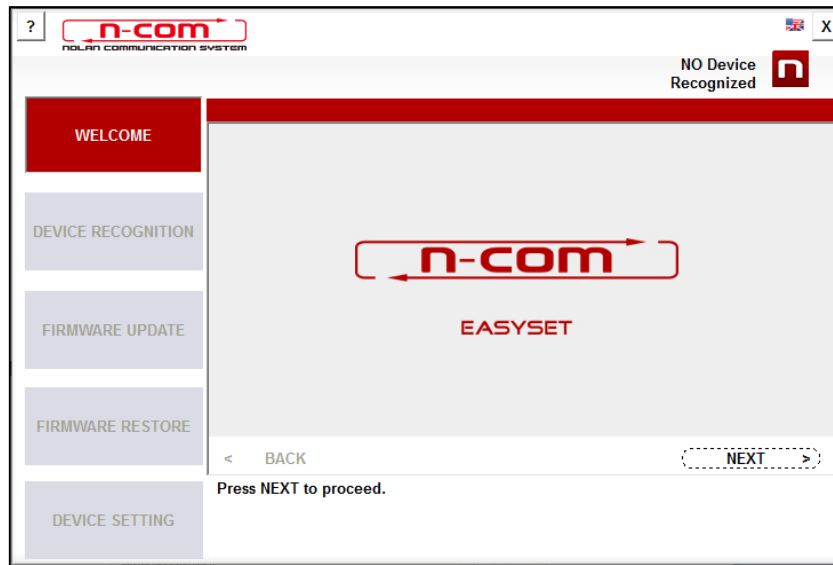 ?
n-com
NOLAN COMMUNICATION SYSTEM
X
NO Device
Recognized
n
WELCOME
DEVICE RECOGNITION
FIRMWARE UPDATE
FIRMWARE RESTORE
DEVICE SETTING
n-com
EASYSET
< BACK
NEXT >
Press NEXT to proceed.